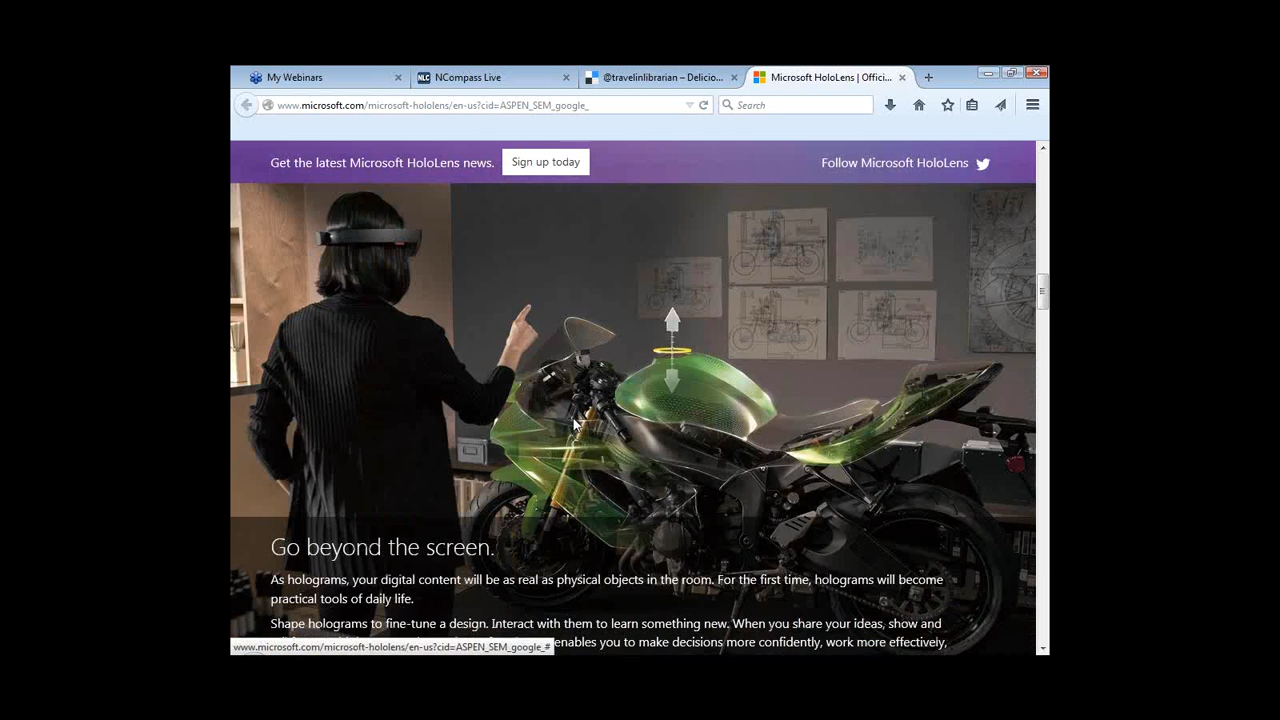 My Webinars
NLC NCompass Live
@travelinlibrarian – Delicio...
Microsoft HoloLens | Offici...
www.microsoft.com/microsoft-hololens/en-us?cid=ASPEN_SEM_google_
Search
Get the latest Microsoft HoloLens news.
Sign up today
Follow Microsoft HoloLens
Go beyond the screen.
As holograms, your digital content will be as real as physical objects in the room. For the first time, holograms will become
practical tools of daily life.
Shape holograms to fine-tune a design. Interact with them to learn something new. When you share your ideas, show and
enables you to make decisions more confidently, work more effectively,
www.microsoft.com/microsoft-hololens/en-us?cid=ASPEN_SEM_google_#